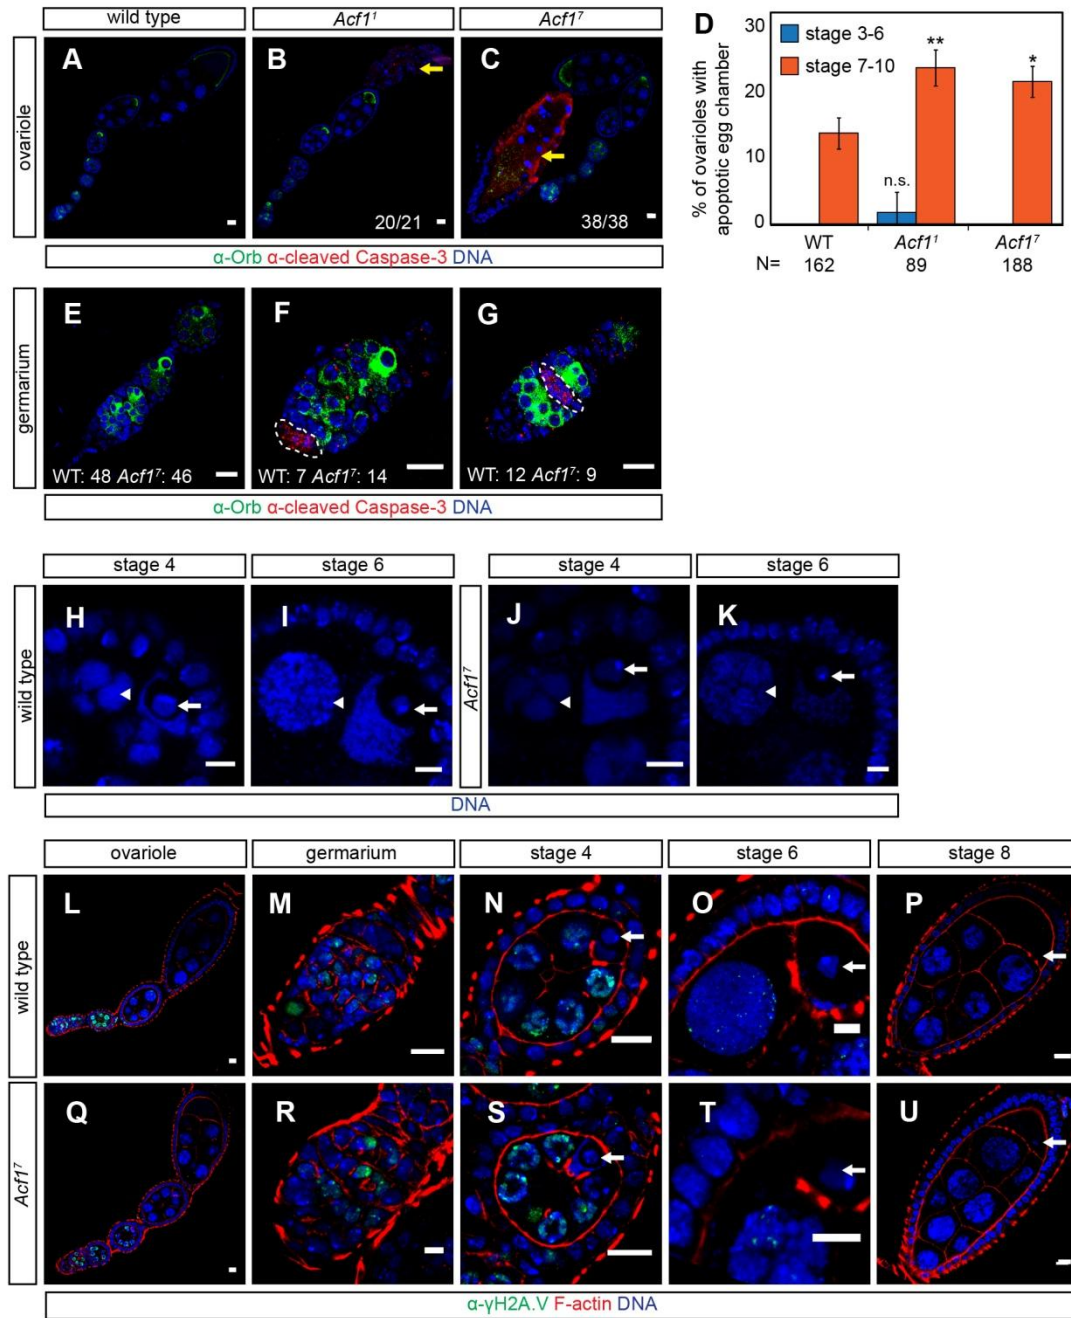 wild type
Acf1¹
Acf1⁷
ovariole
A
B
20/21
C
38/38
α-Orb α-cleaved Caspase-3 DNA
D
% of ovarioles with
apoptotic egg chamber
30
20
10
0
stage 3-6
stage 7-10
n.s.
**
*
WT
Acf1¹
Acf1⁷
N=
162
89
188
germarium
E
WT: 48 Acf1⁷: 46
F
WT: 7 Acf1⁷: 14
G
WT: 12 Acf1⁷: 9
α-Orb α-cleaved Caspase-3 DNA
stage 4
stage 6
stage 4
stage 6
wild type
H
I
Acf1⁷
J
K
DNA
ovariole
germarium
stage 4
stage 6
stage 8
wild type
L
M
N
O
P
Acf1⁷
Q
R
S
T
U
α-γH2A.V F-actin DNA